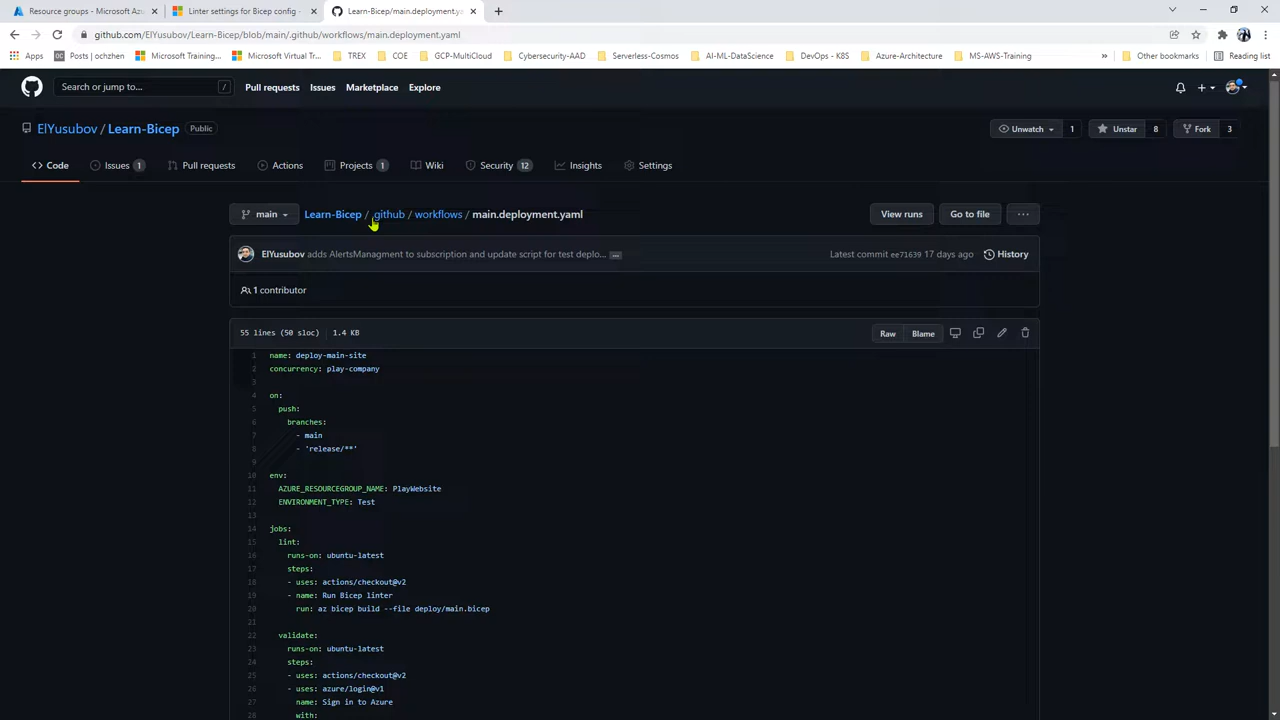 Resource groups - Microsoft Azu
Linter settings for Bicep config -
Learn-Bicep/main.deployment.ya
github.com/ElYusubov/Learn-Bicep/blob/main/.github/workflows/main.deployment.yaml
Apps
Posts | ochzhen
Microsoft Training...
Microsoft Virtual Tr...
TREX
COE
GCP-MultiCloud
Cybersecurity-AAD
Serverless-Cosmos
AI-ML-DataScience
DevOps - K8S
Azure-Architecture
MS-AWS-Training
»
Other bookmarks
Reading list
Search or jump to...
/
Pull requests
Issues
Marketplace
Explore
ElYusubov / Learn-Bicep
Public
Unwatch
1
Unstar
8
Fork
3
<> Code
Issues 1
Pull requests
Actions
Projects 1
Wiki
Security 12
Insights
Settings
main
Learn-Bicep / .github / workflows / main.deployment.yaml
View runs
Go to file
...
ElYusubov adds AlertsManagment to subscription and update script for test deplo... ...
Latest commit ee71639 17 days ago
History
1 contributor
55 lines (50 sloc) | 1.4 KB
Raw
Blame
1 name: deploy-main-site
2 concurrency: play-company
3
4 on:
5 push:
6 branches:
7 - main
8 - 'release/**'
9
10 env:
11 AZURE_RESOURCEGROUP_NAME: PlayWebsite
12 ENVIRONMENT_TYPE: Test
13
14 jobs:
15 lint:
16 runs-on: ubuntu-latest
17 steps:
18 - uses: actions/checkout@v2
19 - name: Run Bicep linter
20 run: az bicep build --file deploy/main.bicep
21
22 validate:
23 runs-on: ubuntu-latest
24 steps:
25 - uses: actions/checkout@v2
26 - uses: azure/login@v1
27 name: Sign in to Azure
28 with: